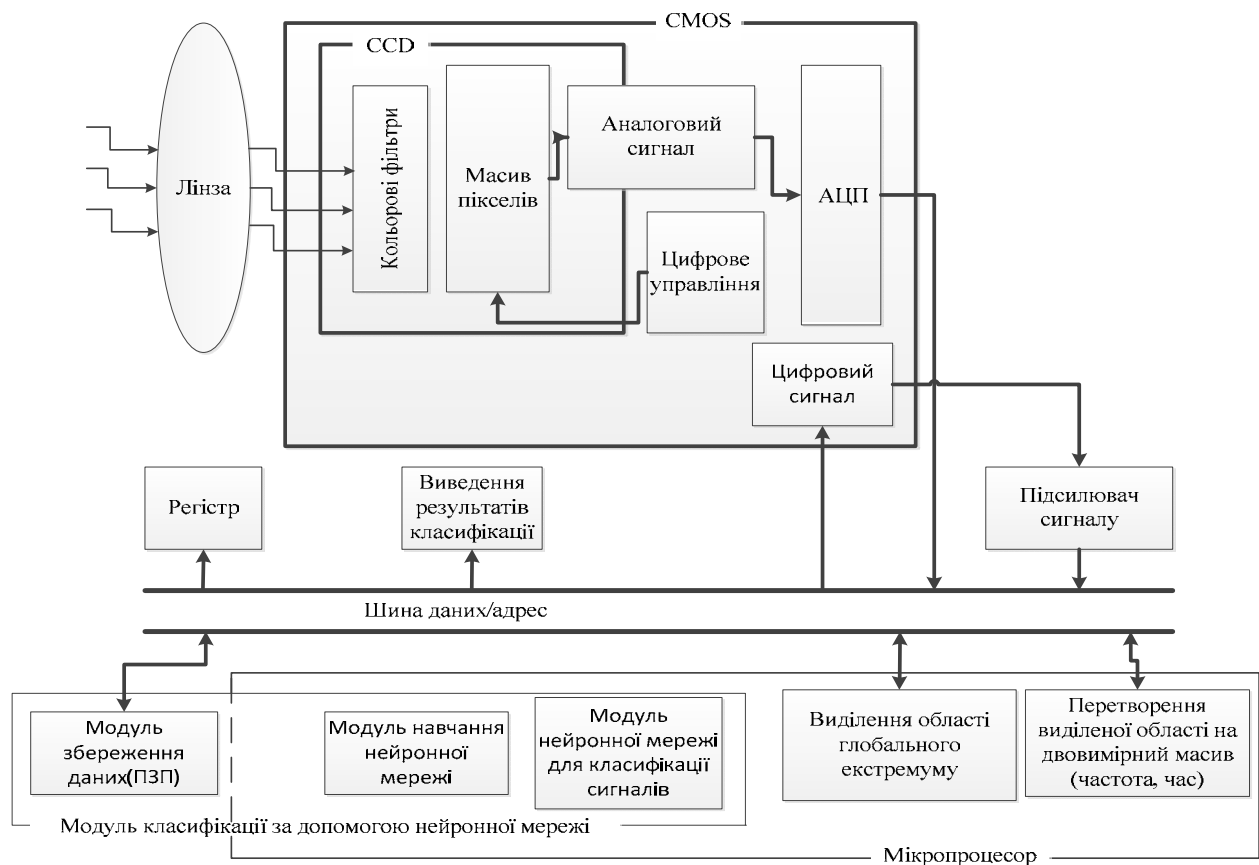 CMOS
CCD
Лінза
Кольорові фільтри
Масив
пікселів
Аналоговий
сигнал
АЦП
Цифрове
управління
Цифровий
сигнал
Регістр
Виведення
результатів
класифікації
Підсилювач
сигналу
Шина даних/адрес
Модуль
збереження
даних(ПЗП)
Модуль навчання
нейронної
мережі
Модуль
нейронної мережі
для класифікації
сигналів
Виділення області
глобального
екстремуму
Перетворення
виділеної області на
двовимірний масив
(частота, час)
Модуль класифікації за допомогою нейронної мережі
Мікропроцесор